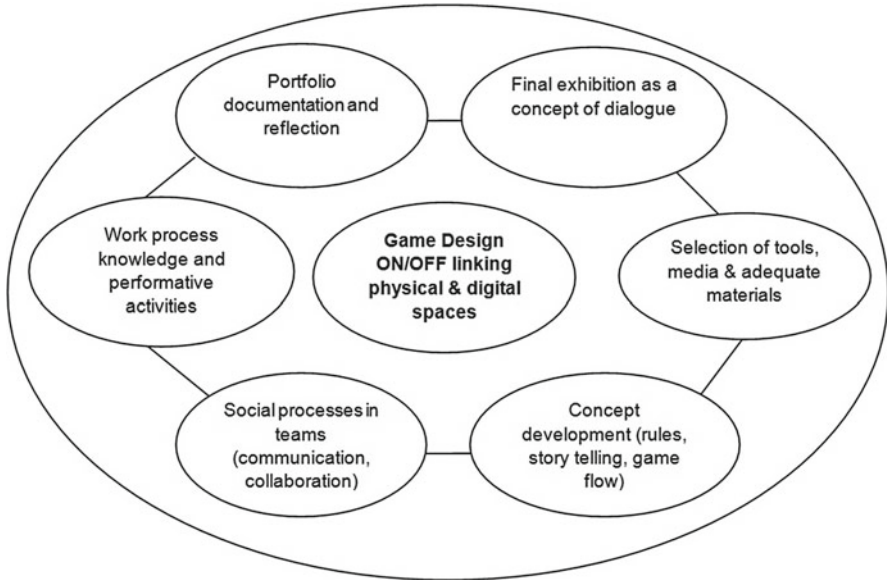 Portfolio
documentation and
reflection
Final exhibition as a
concept of dialogue
Work process
knowledge and
performative
activities
Game Design
ON/OFF linking
physical & digital
spaces
Selection of tools,
media & adequate
materials
Social processes in
teams
(communication,
collaboration)
Concept
development (rules,
story telling, game
flow)